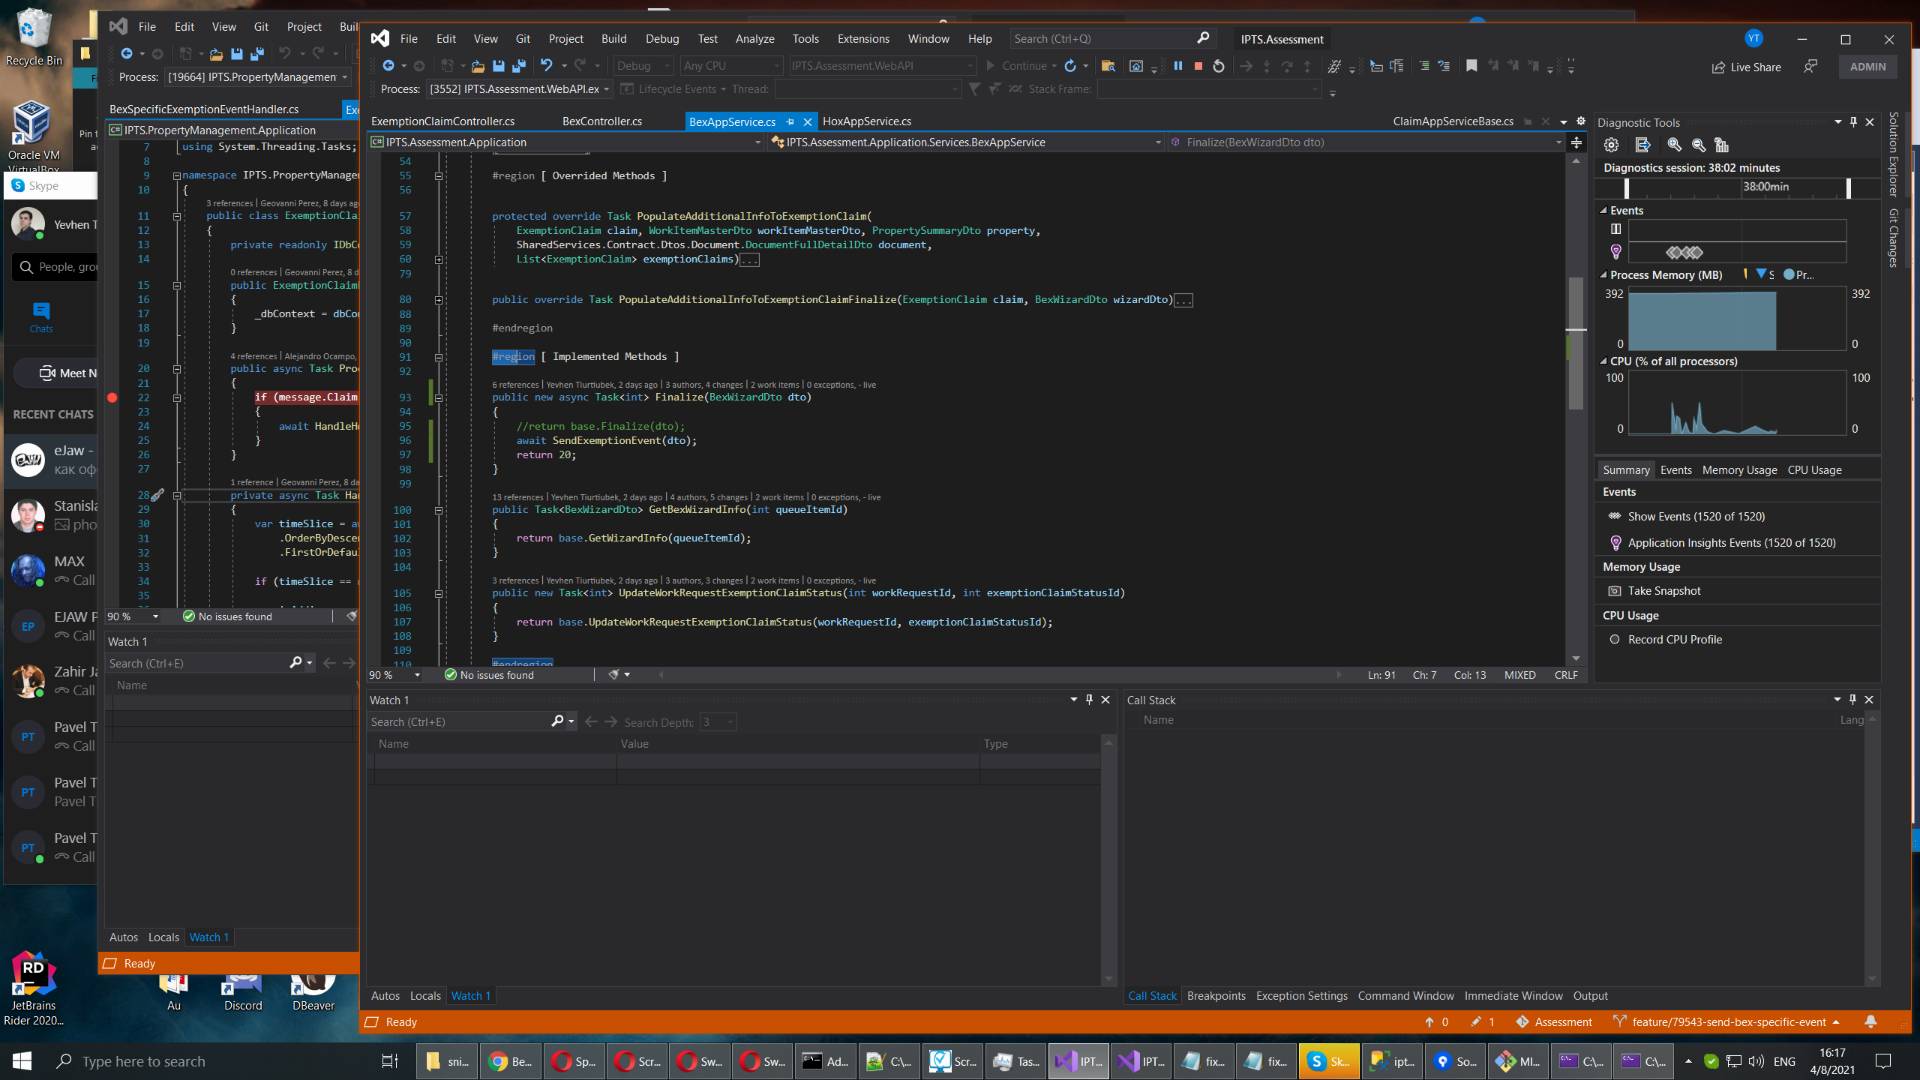 Recycle Bin
Oracle VM
VirtualBox
Skype
Yevhen T
People, grou
Chats
Meet N
RECENT CHATS
eJaw -
как оф
Stanisla
pho
MAX
Call
EJAW F
Call
Zahir Ja
Call
Pavel T
Call
Pavel T
Pavel T
Pavel T
Call
JetBrains
Rider 2020...
Au
Discord
DBeaver
File Edit View Git Project Bui
Process: [19664] IPTS.PropertyManagemen
BexSpecificExemptionEventHandler.cs
IPTS.PropertyManagement.Application
7 using System.Threading.Tasks;
8
9 namespace IPTS.PropertyManage
10 {
3 references | Geovanni Perez, 8 days ago
11 public class ExemptionClai
12 {
13 private readonly IDbCo
14
0 references | Geovanni Perez, 8 d
15 public ExemptionClaim
16 {
17 _dbContext = dbCon
18 }
4 references | Alejandro Ocampo,
20 public async Task Pro
21 {
22 if (message.Claim
23 {
24 await HandleHo
25 }
26 }
27
1 reference | Geovanni Perez, 8 day
28 private async Task Han
29 {
30 var timeSlice = aw
31 .OrderByDescen
32 .FirstOrDefaul
34 if (timeSlice == n
35
90 % No issues found
Watch 1
Search (Ctrl+E)
Name
Autos Locals Watch 1
Ready
File Edit View Git Project Build Debug Test Analyze Tools Extensions Window Help Search (Ctrl+Q) IPTS.Assessment YT
Debug Any CPU IPTS.Assessment.WebAPI Continue Live Share ADMIN
Process: [3552] IPTS.Assessment.WebAPI.ex Lifecycle Events Thread: Stack Frame:
ExemptionClaimController.cs BexController.cs BexAppService.cs HoxAppService.cs ClaimAppServiceBase.cs
IPTS.Assessment.Application IPTS.Assessment.Application.Services.BexAppService Finalize(BexWizardDto dto)
54
55 #region [ Overrided Methods ]
56
57 protected override Task PopulateAdditionalInfoToExemptionClaim(
58 ExemptionClaim claim, WorkItemMasterDto workItemMasterDto, PropertySummaryDto property,
59 SharedServices.Contract.Dtos.Document.DocumentFullDetailDto document,
60 List<ExemptionClaim> exemptionClaims)...
79
80 public override Task PopulateAdditionalInfoToExemptionClaimFinalize(ExemptionClaim claim, BexWizardDto wizardDto)...
88
89 #endregion
90
91 #region [ Implemented Methods ]
92
6 references | Yevhen Tiurtiubek, 2 days ago | 3 authors, 4 changes | 2 work items | 0 exceptions, - live
93 public new async Task<int> Finalize(BexWizardDto dto)
94 {
95 //return base.Finalize(dto);
96 await SendExemptionEvent(dto);
97 return 20;
98 }
99
13 references | Yevhen Tiurtiubek, 2 days ago | 4 authors, 5 changes | 2 work items | 0 exceptions, - live
100 public Task<BexWizardDto> GetBexWizardInfo(int queueItemId)
101 {
102 return base.GetWizardInfo(queueItemId);
103 }
104
3 references | Yevhen Tiurtiubek, 2 days ago | 3 authors, 3 changes | 2 work items | 0 exceptions, - live
105 public new Task<int> UpdateWorkRequestExemptionClaimStatus(int workRequestId, int exemptionClaimStatusId)
106 {
107 return base.UpdateWorkRequestExemptionClaimStatus(workRequestId, exemptionClaimStatusId);
108 }
109
110 #endregion
90 % No issues found Ln: 91 Ch: 7 Col: 13 MIXED CRLF
Watch 1
Search (Ctrl+E) Search Depth: 3
Name Value Type
Autos Locals Watch 1
Call Stack
Name Lang
Call Stack Breakpoints Exception Settings Command Window Immediate Window Output
Diagnostic Tools
Diagnostics session: 38:02 minutes
38:00min
Events
Process Memory (MB) S Pr...
392 392
0 0
CPU (% of all processors)
100 100
0 0
Summary Events Memory Usage CPU Usage
Events
Show Events (1520 of 1520)
Application Insights Events (1520 of 1520)
Memory Usage
Take Snapshot
CPU Usage
Record CPU Profile
Solution Explorer
Git Changes
Ready 0 1 Assessment feature/79543-send-bex-specific-event
Type here to search
sni... Be... Sp... Scr... Sw... Sw... Ad... C:\... Scr... Tas... IPT... IPT... fix... fix... Sk... ipt... So... MI... C:\... C:\... ENG
16:17
4/8/2021